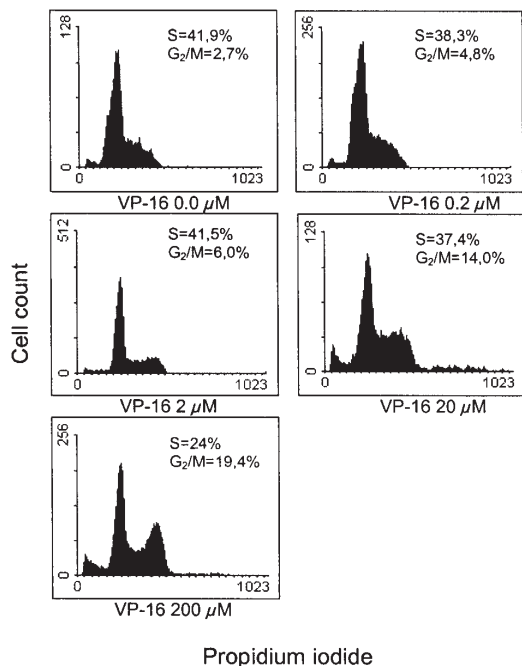 128
S=41,9%
G₂/M=2,7%
0
0
1023
VP-16 0.0 µM
256
S=38,3%
G₂/M=4,8%
0
0
1023
VP-16 0.2 µM
512
S=41,5%
G₂/M=6,0%
0
0
1023
VP-16 2 µM
128
S=37,4%
G₂/M=14,0%
0
0
1023
VP-16 20 µM
256
S=24%
G₂/M=19,4%
0
0
1023
VP-16 200 µM
Cell count
Propidium iodide